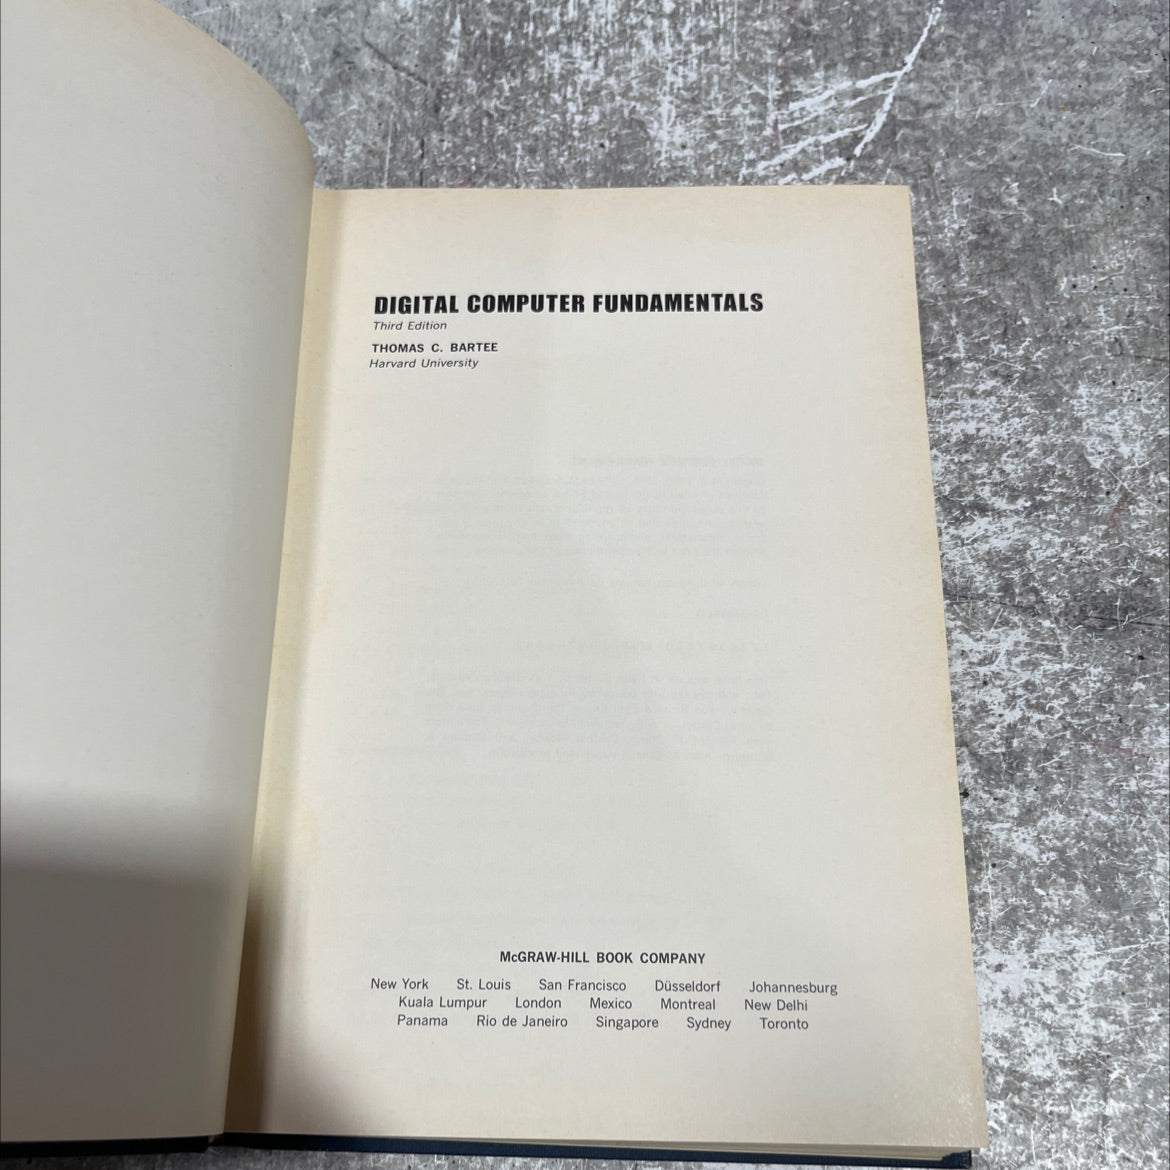 DIGITAL COMPUTER FUNDAMENTALS
Third Edition
THOMAS C. BARTEE
Harvard University
McGRAW-HILL BOOK COMPANY
New York St. Louis San Francisco Düsseldorf Johannesburg
Kuala Lumpur London Mexico Montreal New Delhi
Panama Rio de Janeiro Singapore Sydney Toronto